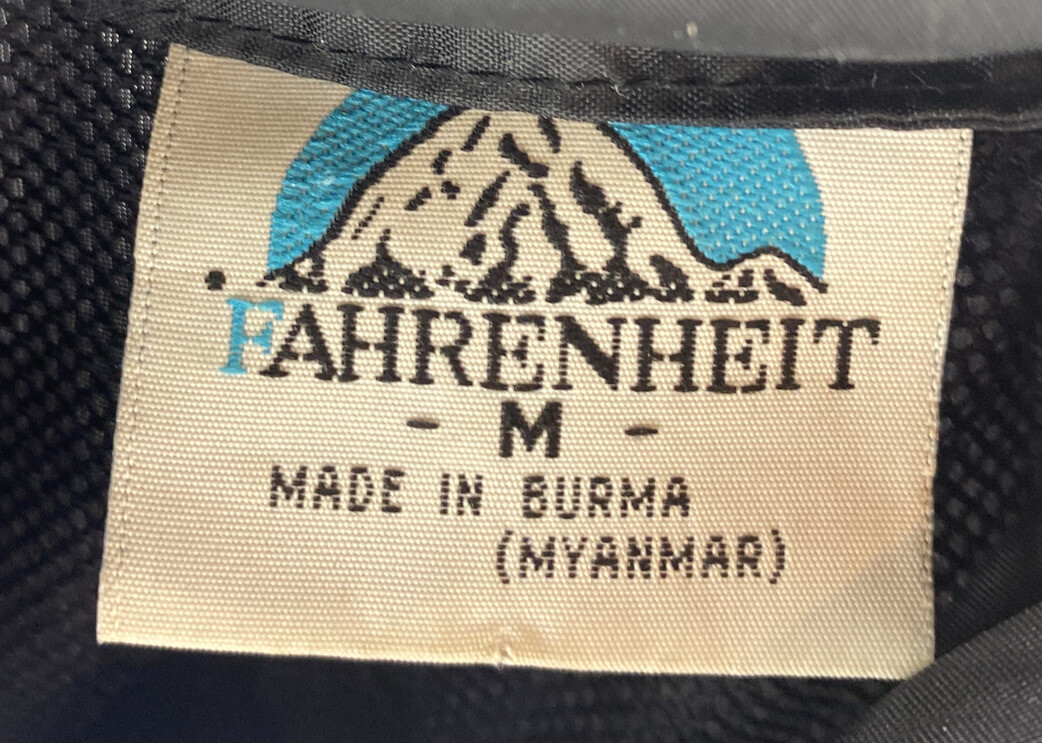 FAHRENHEIT
- M -
MADE IN BURMA
(MYANMAR)